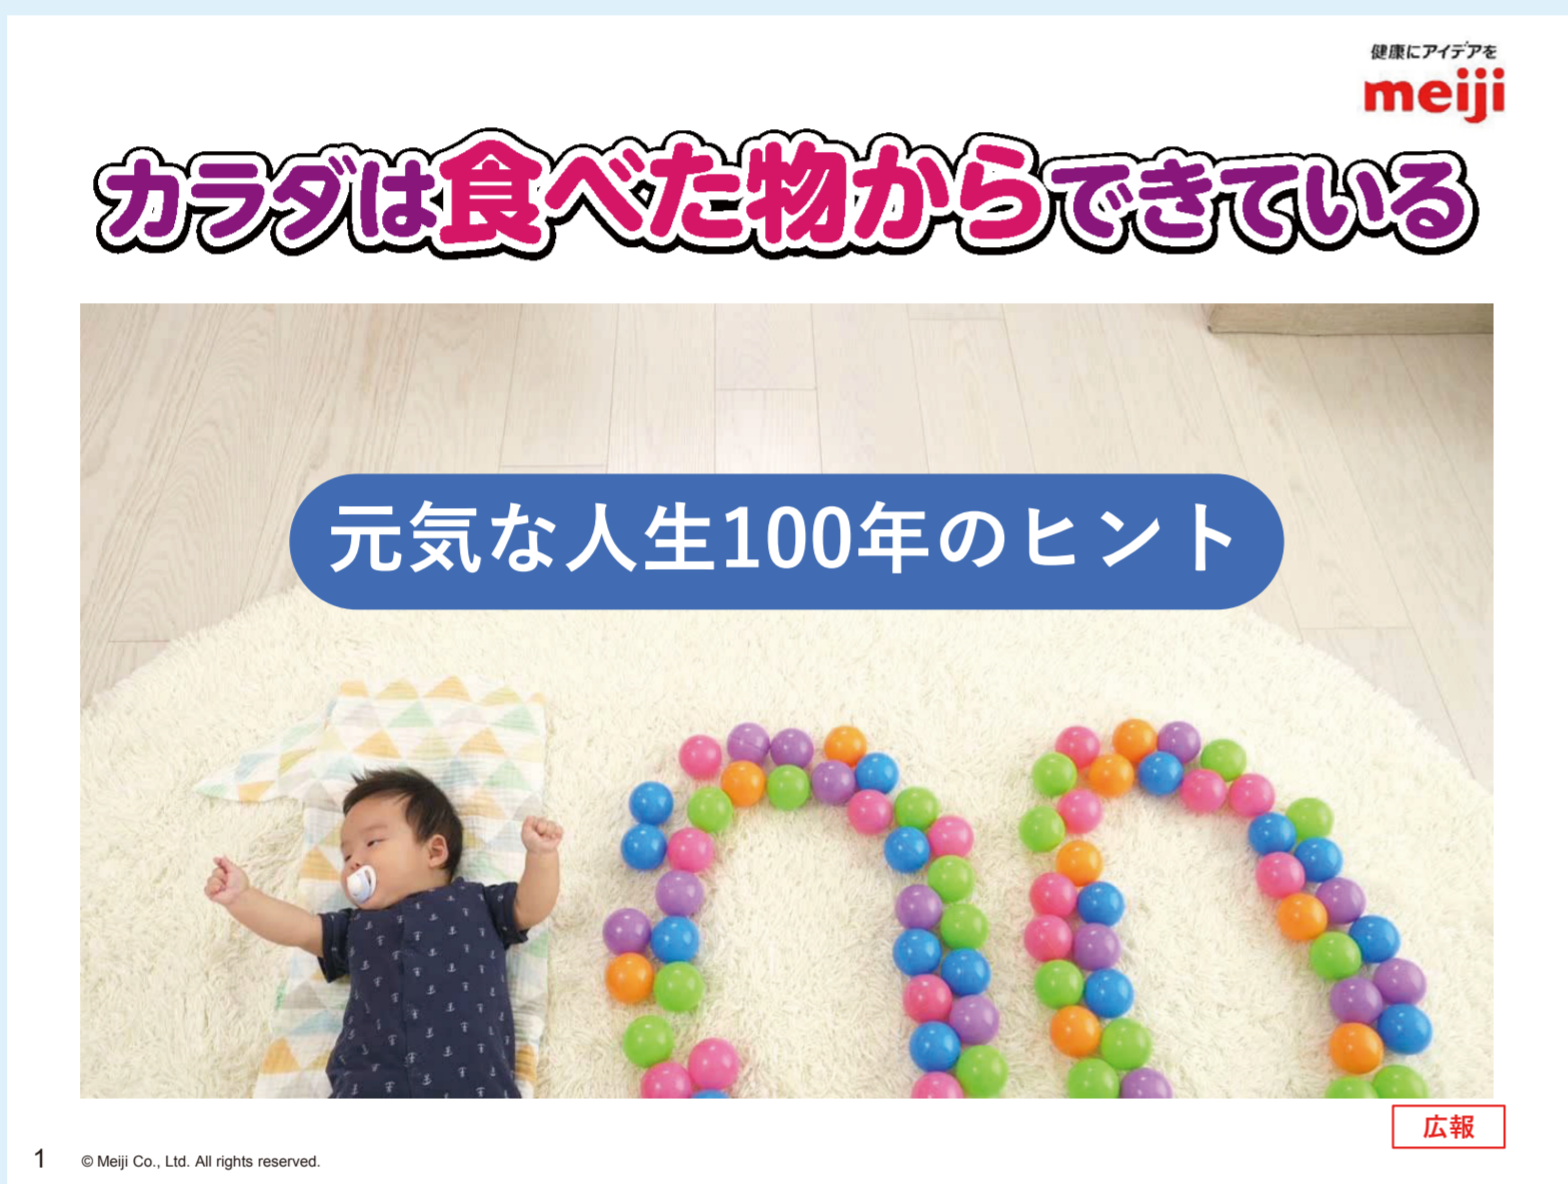 健康にアイデアを
meiji
カラダは食べた物からできている
元気な人生100年のヒント
広報
1 © Meiji Co., Ltd. All rights reserved.